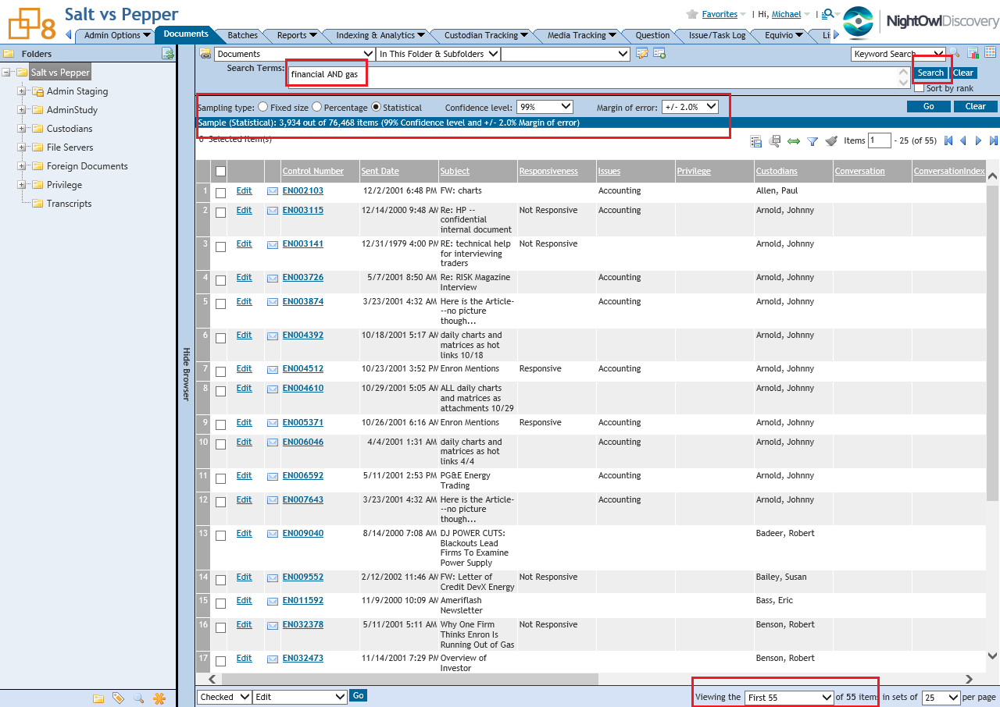 8 Salt vs Pepper
Favorites | Hi, Michael |
NightOwlDiscovery
Admin Options Documents Batches Reports Indexing & Analytics Custodian Tracking Media Tracking Question Issue/Task Log Equivio
Folders
Salt vs Pepper
Admin Staging
AdminStudy
Custodians
File Servers
Foreign Documents
Privilege
Transcripts
Hide Browser
Documents In This Folder & Subfolders Keyword Search
Search Terms: financial AND gas Search Clear
Sort by rank
Sampling type: Fixed size Percentage Statistical Confidence level: 99% Margin of error: +/- 2.0% Go Clear
Sample (Statistical): 3,934 out of 76,468 items (99% Confidence level and +/- 2.0% Margin of error)
0 Selected Item(s) Items 1 - 25 (of 55)
Control Number Sent Date Subject Responsiveness Issues Privilege Custodians Conversation ConversationIndex
1 Edit EN002103 12/2/2001 6:48 PM FW: charts Accounting Allen, Paul
2 Edit EN003115 12/14/2000 9:48 AM Re: HP -- Not Responsive Accounting Arnold, Johnny
confidential
internal document
3 Edit EN003141 12/31/1979 4:00 PM RE: technical help Not Responsive Arnold, Johnny
for interviewing
traders
4 Edit EN003726 5/7/2001 8:50 AM Re: RISK Magazine Accounting Arnold, Johnny
Interview
5 Edit EN003874 3/23/2001 4:32 AM Here is the Article- Accounting Arnold, Johnny
--no picture
though...
6 Edit EN004392 10/18/2001 5:17 AM daily charts and Arnold, Johnny
matrices as hot
links 10/18
7 Edit EN004512 10/23/2001 3:52 PM Enron Mentions Responsive Accounting Arnold, Johnny
8 Edit EN004610 10/29/2001 5:05 AM ALL daily charts Arnold, Johnny
and matrices as
attachments 10/29
9 Edit EN005371 10/26/2001 6:16 AM Enron Mentions Responsive Accounting Arnold, Johnny
10 Edit EN006046 4/4/2001 1:31 AM daily charts and Accounting Arnold, Johnny
matrices as hot
links 4/4
11 Edit EN006592 5/11/2001 2:53 PM PG&E Energy Accounting Arnold, Johnny
Trading
12 Edit EN007643 3/23/2001 4:32 AM Here is the Article- Accounting Arnold, Johnny
--no picture
though...
13 Edit EN009040 8/14/2000 7:08 AM DJ POWER CUTS: Badeer, Robert
Blackouts Lead
Firms To Examine
Power Supply
14 Edit EN009552 2/12/2002 11:46 AM FW: Letter of Not Responsive Bailey, Susan
Credit DevX Energy
15 Edit EN011592 11/9/2000 10:09 AM Ameriflash Bass, Eric
Newsletter
16 Edit EN032378 5/11/2001 5:11 AM Why One Firm Not Responsive Benson, Robert
Thinks Enron Is
Running Out of Gas
17 Edit EN032473 11/14/2001 7:29 PM Overview of Benson, Robert
Investor
Checked Edit Go Viewing the First 55 of 55 items in sets of 25 per page